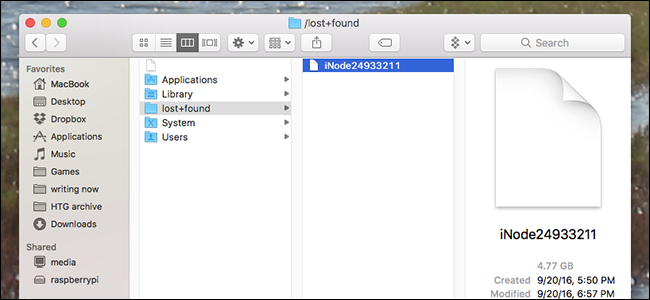 /lost+found
Search
Favorites
MacBook
Desktop
Dropbox
Applications
Music
Games
writing now
HTG archive
Downloads
Shared
media
raspberrypi
Applications
Library
lost+found
System
Users
iNode24933211
iNode24933211
4.77 GB
Created 9/20/16, 5:50 PM
Modified 9/20/16, 6:57 PM